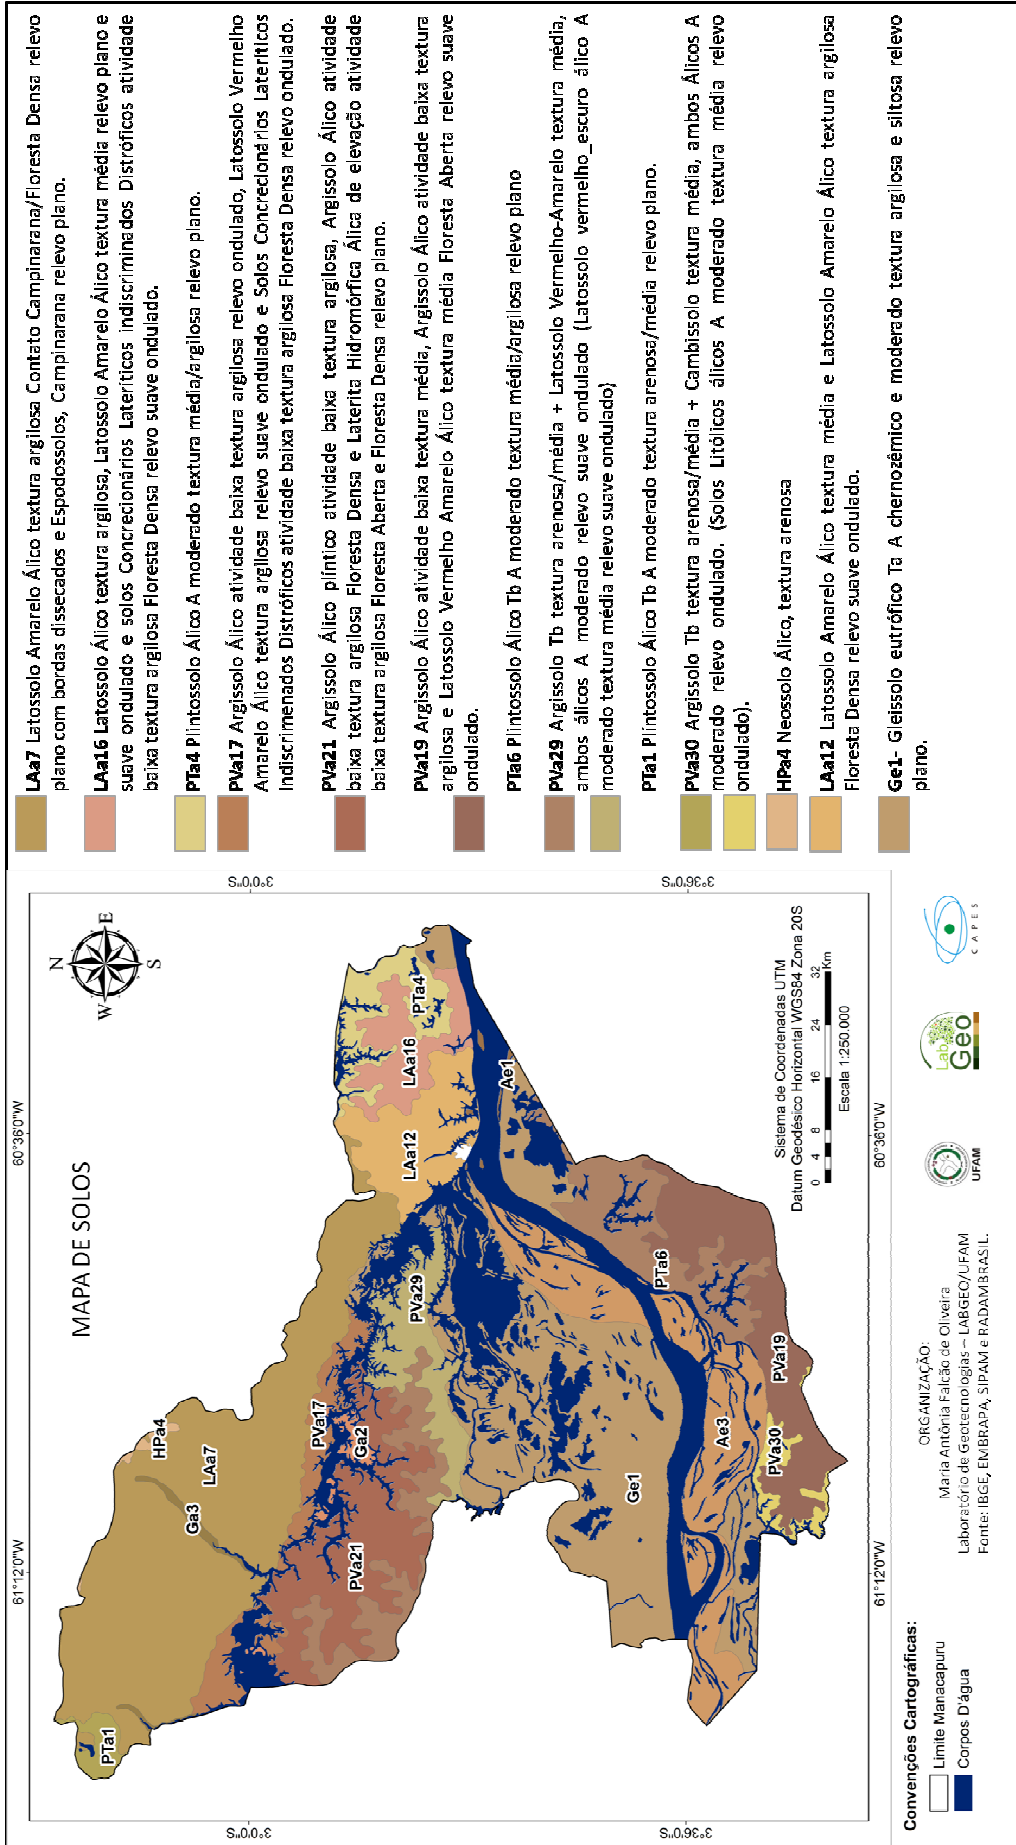 MAPA DE SOLOS
61°12'0"W
60°36'0"W
3°0'0"S
3°0'0"S
3°36'0"S
3°36'0"S
61°12'0"W
60°36'0"W
N
W
E
S
PTa1
HPa4
Ga3
LAa7
PVa17
Ga2
PVa21
PVa29
LAa12
LAa16
PTa4
Ae1
Ge1
PTa6
Ae3
PVa30
PVa19
Sistema de Coordenadas UTM
Datum Geodésico Horizontal WGS84 Zona 20S
0 4 8 16 24 32 Km
Escala 1:250.000
Convenções Cartográficas:
Limite Manacapuru
Corpos D'água
ORGANIZAÇÃO:
Maria Antônia Falcão de Oliveira
Laboratório de Geotecnologias – LABGEO/UFAM
Fonte: IBGE, EMBRAPA, SIPAM e RADAMBRASIL.
UFAM
Lab
Geo
CAPES
LAa7 Latossolo Amarelo Álico textura argilosa Contato Campinarana/Floresta Densa relevo
plano com bordas dissecados e Espodossolos, Campinarana relevo plano.
LAa16 Latossolo Álico textura argilosa, Latossolo Amarelo Álico textura média relevo plano e
suave ondulado e solos Concrecionários Lateríticos indiscriminados Distróficos atividade
baixa textura argilosa Floresta Densa relevo suave ondulado.
PTa4 Plintossolo Álico A moderado textura média/argilosa relevo plano.
PVa17 Argissolo Álico atividade baixa textura argilosa relevo ondulado, Latossolo Vermelho
Amarelo Álico textura argilosa relevo suave ondulado e Solos Concrecionários Lateríticos
Indiscrimenados Distróficos atividade baixa textura argilosa Floresta Densa relevo ondulado.
PVa21 Argissolo Álico plíntico atividade baixa textura argilosa, Argissolo Álico atividade
baixa textura argilosa Floresta Densa e Laterita Hidromórfica Álica de elevação atividade
baixa textura argilosa Floresta Aberta e Floresta Densa relevo plano.
PVa19 Argissolo Álico atividade baixa textura média, Argissolo Álico atividade baixa textura
argilosa e Latossolo Vermelho Amarelo Álico textura média Floresta Aberta relevo suave
ondulado.
PTa6 Plintossolo Álico Tb A moderado textura média/argilosa relevo plano
PVa29 Argissolo Tb textura arenosa/média + Latossolo Vermelho-Amarelo textura média,
ambos álicos A moderado relevo suave ondulado (Latossolo vermelho_escuro álico A
moderado textura média relevo suave ondulado)
PTa1 Plintossolo Álico Tb A moderado textura arenosa/média relevo plano.
PVa30 Argissolo Tb textura arenosa/média + Cambissolo textura média, ambos Álicos A
moderado relevo ondulado. (Solos Litólicos álicos A moderado textura média relevo
ondulado).
HPa4 Neossolo Álico, textura arenosa
LAa12 Latossolo Amarelo Álico textura média e Latossolo Amarelo Álico textura argilosa
Floresta Densa relevo suave ondulado.
Ge1- Gleissolo eutrófico Ta A chernozêmico e moderado textura argilosa e siltosa relevo
plano.